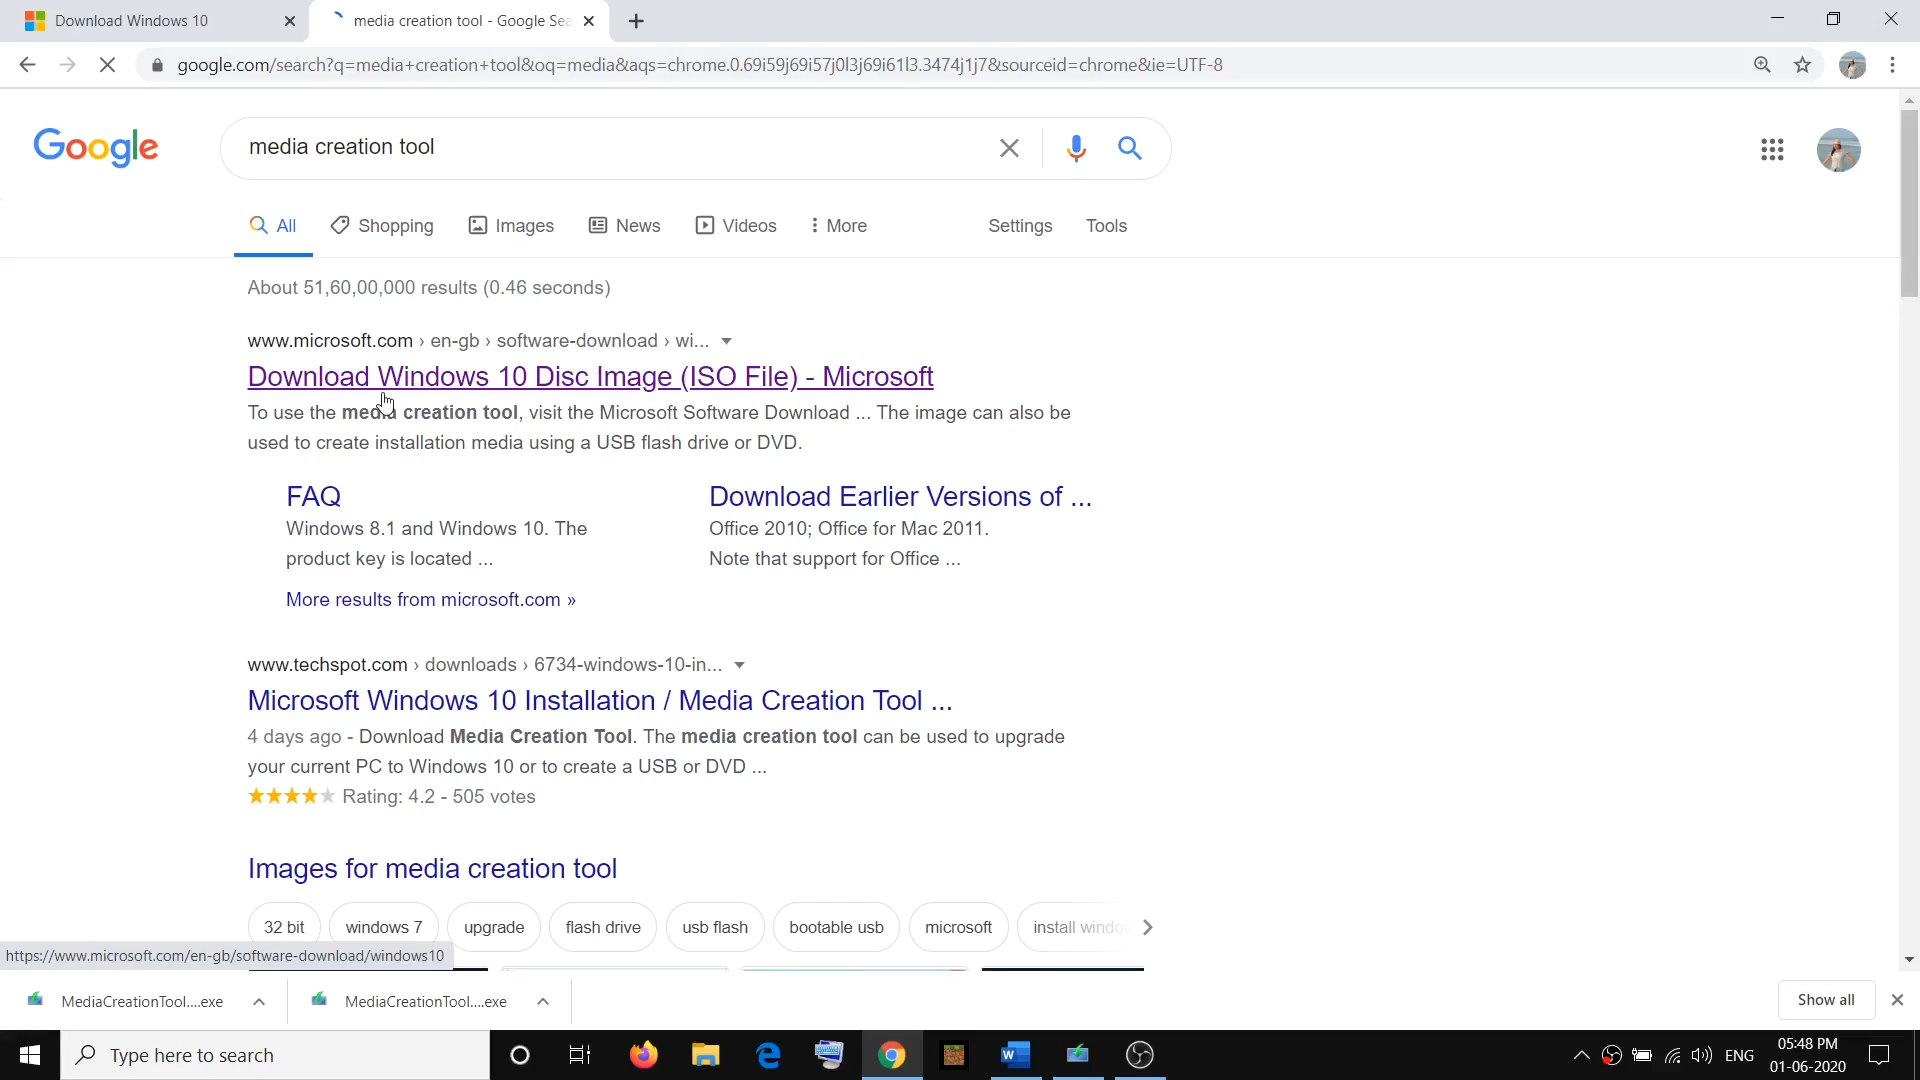 Download Windows 10
media creation tool - Google Sea
google.com/search?q=media+creation+tool&oq=media&aqs=chrome.0.69i59j69i57j0l3j69i61l3.3474j1j7&sourceid=chrome&ie=UTF-8
Google
media creation tool
All
Shopping
Images
News
Videos
More
Settings
Tools
About 51,60,00,000 results (0.46 seconds)
www.microsoft.com › en-gb › software-download › wi...
Download Windows 10 Disc Image (ISO File) - Microsoft
To use the media creation tool, visit the Microsoft Software Download ... The image can also be
used to create installation media using a USB flash drive or DVD.
FAQ
Windows 8.1 and Windows 10. The
product key is located ...
Download Earlier Versions of ...
Office 2010; Office for Mac 2011.
Note that support for Office ...
More results from microsoft.com »
www.techspot.com › downloads › 6734-windows-10-in...
Microsoft Windows 10 Installation / Media Creation Tool ...
4 days ago - Download Media Creation Tool. The media creation tool can be used to upgrade
your current PC to Windows 10 or to create a USB or DVD ...
Rating: 4.2 - 505 votes
Images for media creation tool
32 bit
windows 7
upgrade
flash drive
usb flash
bootable usb
microsoft
install windo
https://www.microsoft.com/en-gb/software-download/windows10
MediaCreationTool....exe
MediaCreationTool....exe
Show all
Type here to search
ENG
05:48 PM
01-06-2020